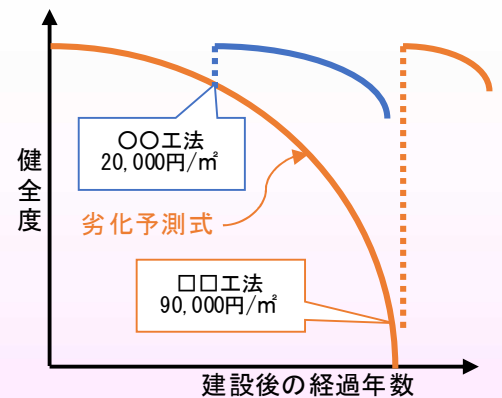 〇〇工法
20,000円/㎡
健全度
劣化予測式
□□工法
90,000円/㎡
建設後の経過年数